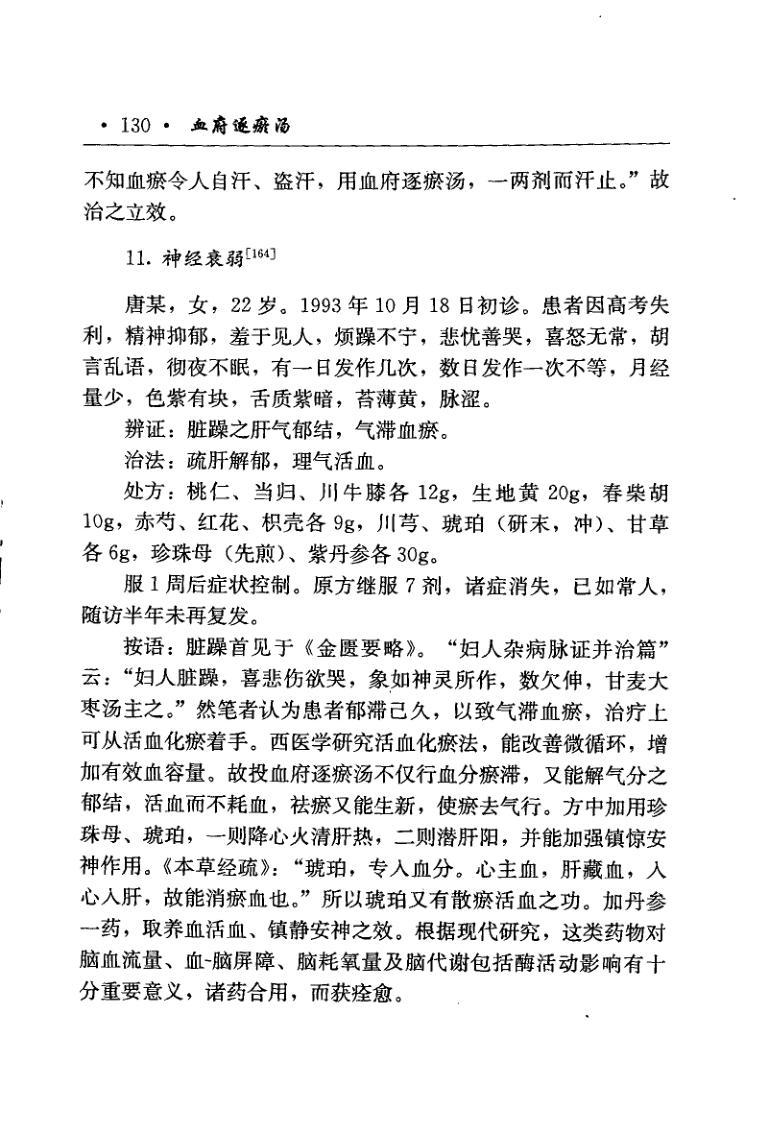 · 130 · 血府逐瘀汤
不知血瘀令人自汗、盗汗，用血府逐瘀汤，一两剂而汗止。”故
治之立效。
11. 神经衰弱[164]
唐某，女，22 岁。1993 年 10 月 18 日初诊。患者因高考失
利，精神抑郁，羞于见人，烦躁不宁，悲忧善哭，喜怒无常，胡
言乱语，彻夜不眠，有一日发作几次，数日发作一次不等，月经
量少，色紫有块，舌质紫暗，苔薄黄，脉涩。
辨证：脏躁之肝气郁结，气滞血瘀。
治法：疏肝解郁，理气活血。
处方：桃仁、当归、川牛膝各 12g，生地黄 20g，春柴胡
10g，赤芍、红花、枳壳各 9g，川芎、琥珀（研末，冲）、甘草
各 6g，珍珠母（先煎）、紫丹参各 30g。
服 1 周后症状控制。原方继服 7 剂，诸症消失，已如常人，
随访半年未再复发。
按语：脏躁首见于《金匮要略》。“妇人杂病脉证并治篇”
云：“妇人脏躁，喜悲伤欲哭，象如神灵所作，数欠伸，甘麦大
枣汤主之。”然笔者认为患者郁滞已久，以致气滞血瘀，治疗上
可从活血化瘀着手。西医学研究活血化瘀法，能改善微循环，增
加有效血容量。故投血府逐瘀汤不仅行血分瘀滞，又能解气分之
郁结，活血而不耗血，祛瘀又能生新，使瘀去气行。方中加用珍
珠母、琥珀，一则降心火清肝热，二则潜肝阳，并能加强镇惊安
神作用。《本草经疏》：“琥珀，专入血分。心主血，肝藏血，入
心入肝，故能消瘀血也。”所以琥珀又有散瘀活血之功。加丹参
一药，取养血活血、镇静安神之效。根据现代研究，这类药物对
脑血流量、血-脑屏障、脑耗氧量及脑代谢包括酶活动影响有十
分重要意义，诸药合用，而获痊愈。